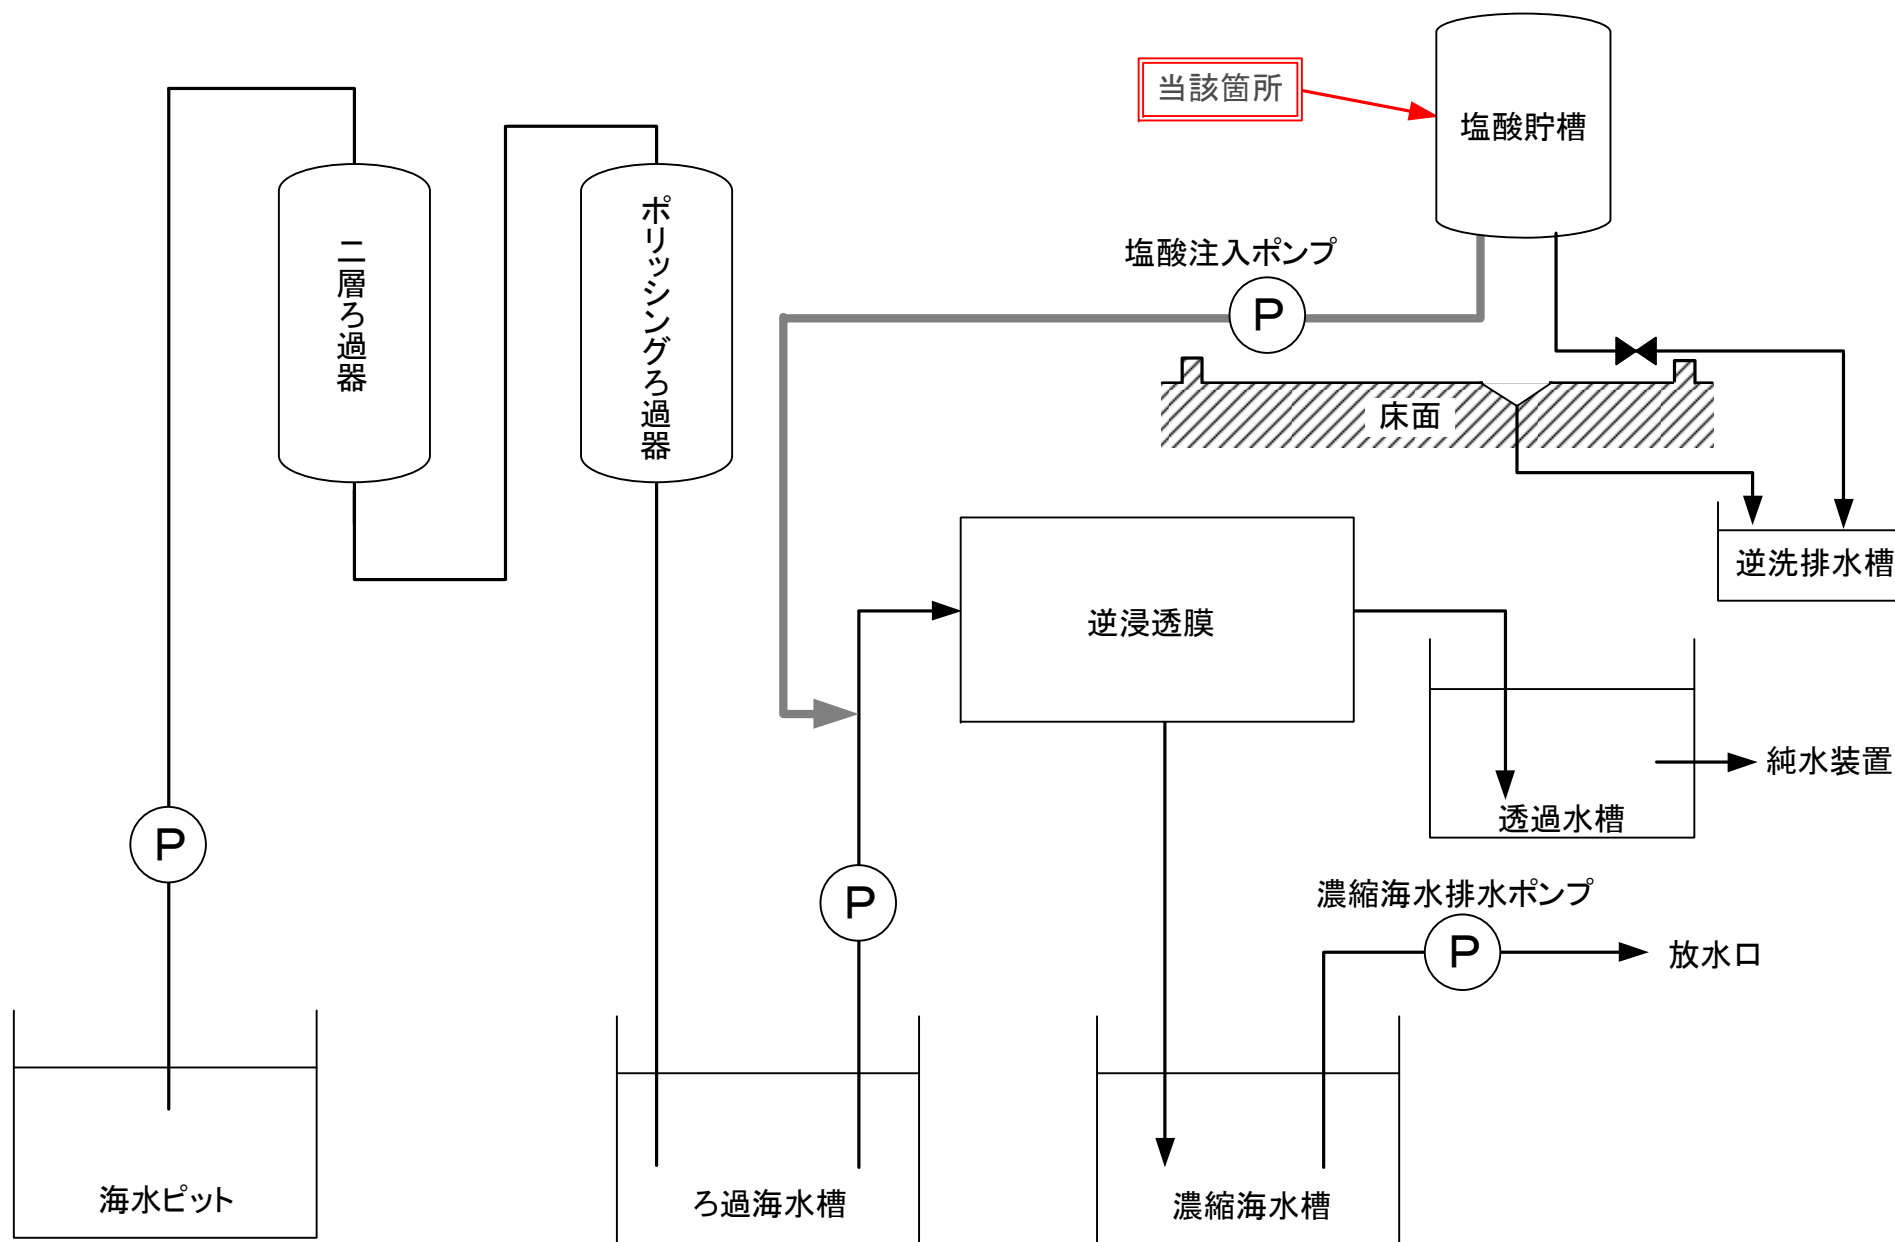 当該箇所
塩酸貯槽
二層ろ過器
ポリッシングろ過器
塩酸注入ポンプ
P
床面
逆洗排水槽
逆浸透膜
純水装置
透過水槽
P
P
濃縮海水排水ポンプ
P
放水口
海水ピット
ろ過海水槽
濃縮海水槽